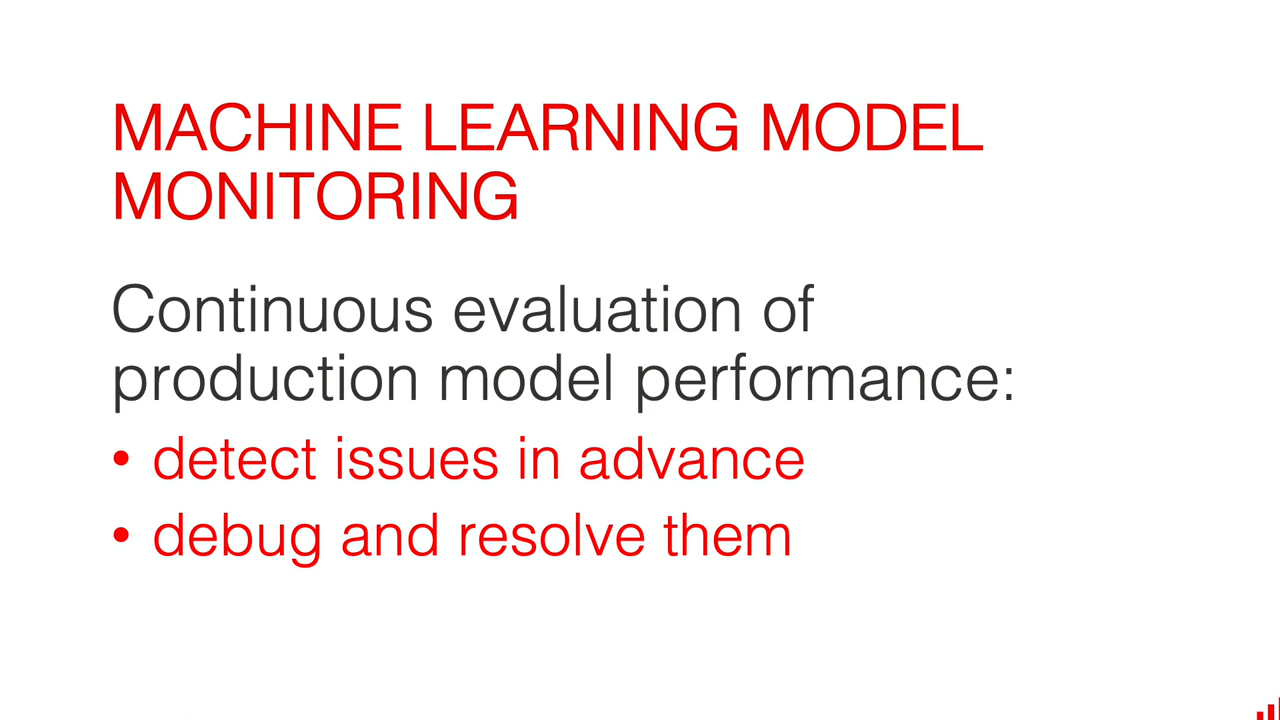 MACHINE LEARNING MODEL
MONITORING
Continuous evaluation of
production model performance:
• detect issues in advance
• debug and resolve them